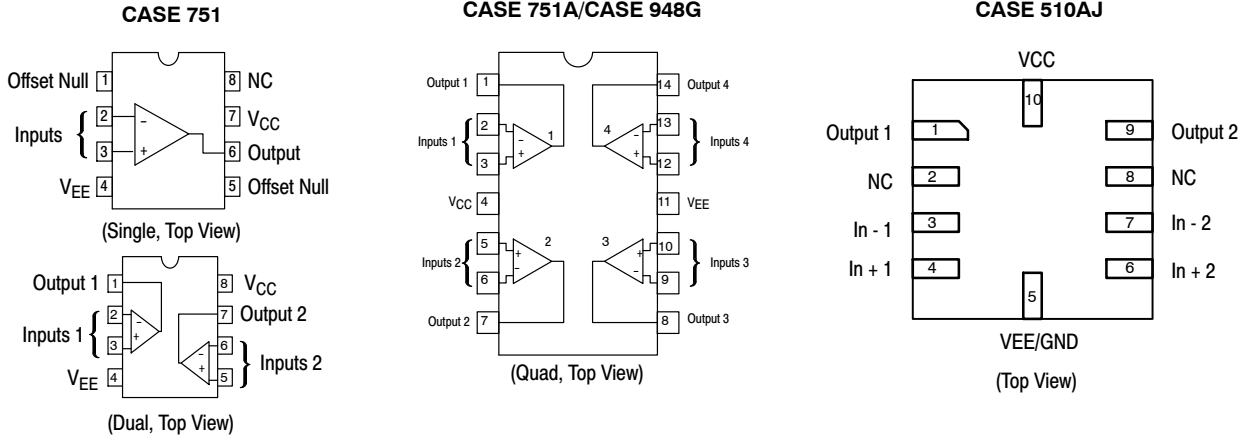 CASE 751
Offset Null 1
8 NC
Inputs
2
3
−
+
7 VCC
6 Output
VEE 4
5 Offset Null
(Single, Top View)
Output 1 1
8 VCC
Inputs 1
2
3
−
+
7 Output 2
6
5
−
+
Inputs 2
VEE 4
(Dual, Top View)
CASE 751A/CASE 948G
Output 1 1
14 Output 4
Inputs 1
2
3
−
+
1
4
−
+
13
12
Inputs 4
VCC 4
11 VEE
Inputs 2
5
6
+
−
2
3
+
−
10
9
Inputs 3
Output 2 7
8 Output 3
(Quad, Top View)
CASE 510AJ
VCC
10
Output 1 1
9 Output 2
NC 2
8 NC
In - 1 3
7 In - 2
In + 1 4
6 In + 2
5
VEE/GND
(Top View)